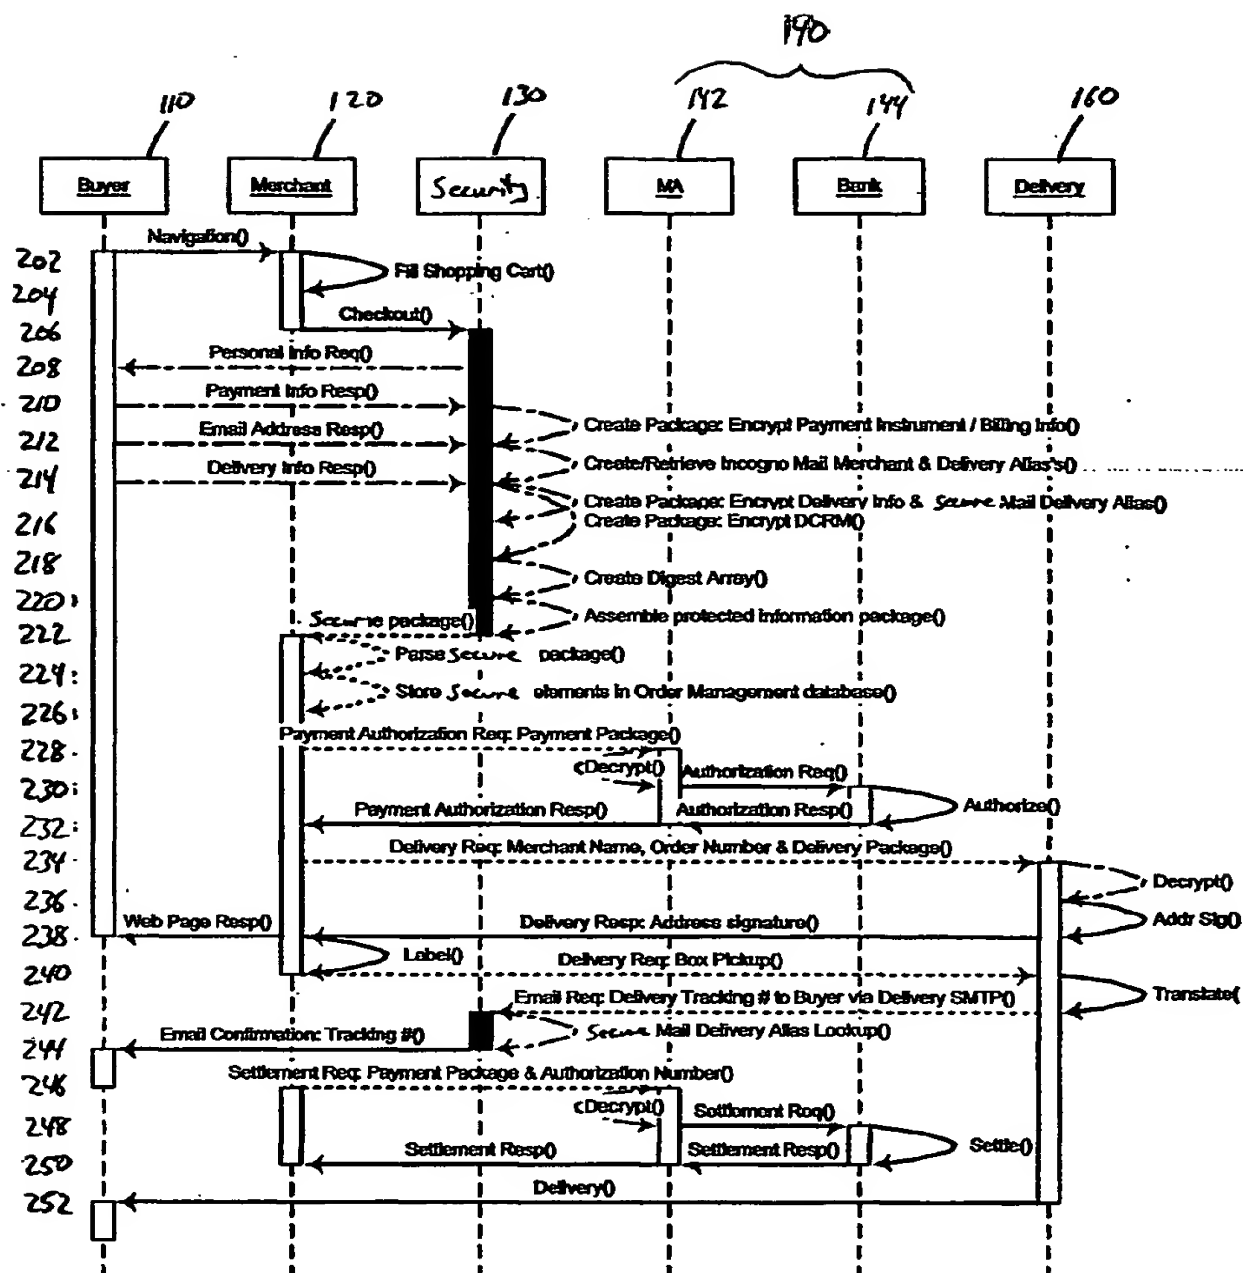 140
110 120 130 142 144 160
Buyer Merchant Security MA Bank Delivery
Navigation()
202
Fill Shopping Cart()
204
Checkout()
206
Personal Info Req()
208
Payment Info Resp()
210
Create Package: Encrypt Payment Instrument / Billing Info()
Email Address Resp()
212
Create/Retrieve Incogno Mail Merchant & Delivery Alias's()
Delivery Info Resp()
214
Create Package: Encrypt Delivery Info & Secure Mail Delivery Alias()
216
Create Package: Encrypt DCRM()
218
Create Digest Array()
220:
Assemble protected information package()
Secure package()
222
Parse Secure package()
224:
Store Secure elements in Order Management database()
226:
Payment Authorization Req: Payment Package()
228.
<Decrypt() Authorization Req()
230:
Payment Authorization Resp() Authorization Resp() Authorize()
232:
Delivery Req: Merchant Name, Order Number & Delivery Package()
234
Decrypt()
236.
Web Page Resp() Delivery Resp: Address signature() Addr Sig()
238.
Label() Delivery Req: Box Pickup()
240
Email Req: Delivery Tracking # to Buyer via Delivery SMTP() Translate(
242
Email Confirmation: Tracking #() Secure Mail Delivery Alias Lookup()
244
Settlement Req: Payment Package & Authorization Number()
246
<Decrypt() Settlement Req()
248
Settlement Resp() Settlement Resp() Settle()
250
Delivery()
252